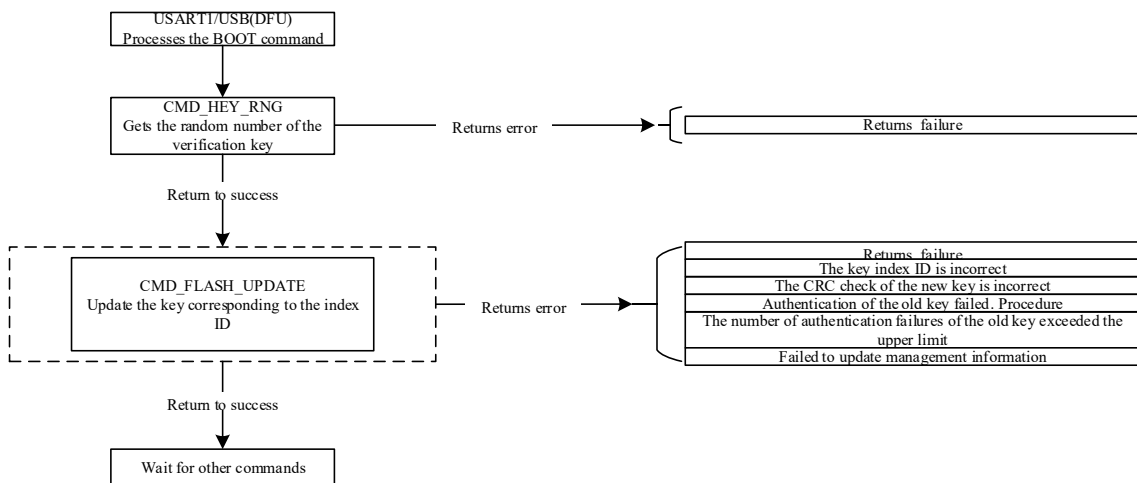 USART1/USB(DFU)
Processes the BOOT command
CMD_HEY_RNG
Gets the random number of the
verification key
Returns error
Returns failure
Return to success
CMD_FLASH_UPDATE
Update the key corresponding to the index
ID
Returns error
Returns failure
The key index ID is incorrect
The CRC check of the new key is incorrect
Authentication of the old key failed. Procedure
The number of authentication failures of the old key exceeded the
upper limit
Failed to update management information
Return to success
Wait for other commands